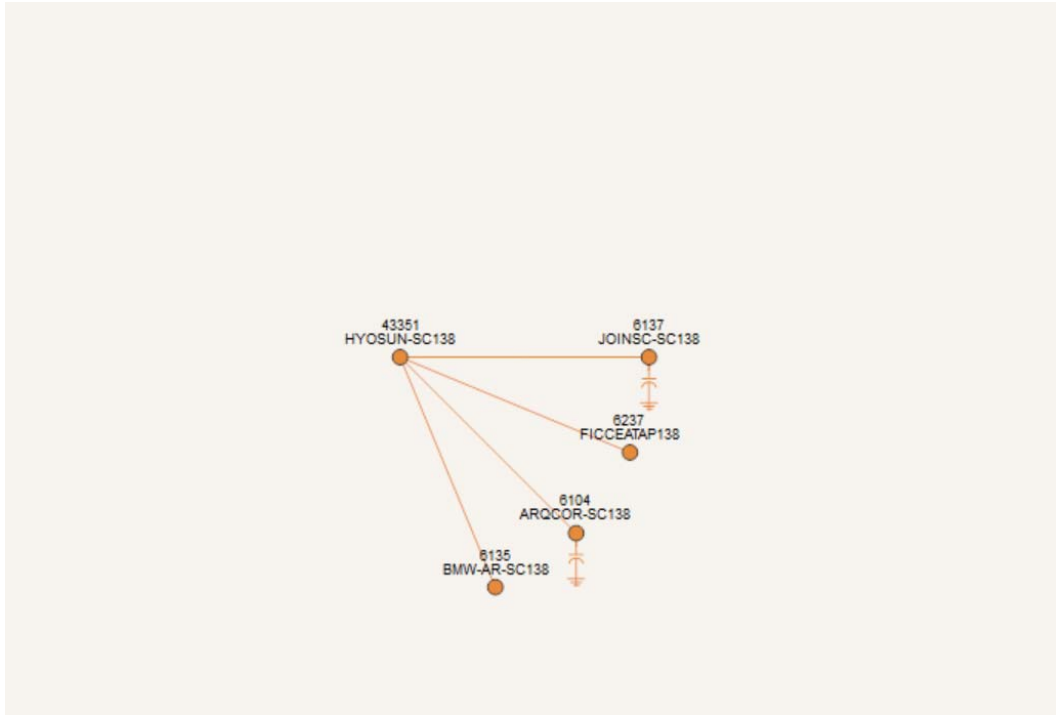 43351
HYOSUN-SC138
6137
JOINSC-SC138
6237
FICCEATAP138
6104
ARQCOR-SC138
6135
BMW-AR-SC138